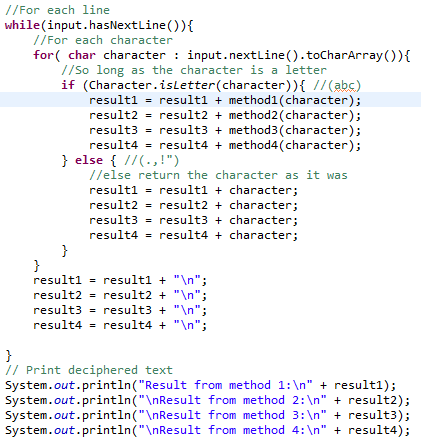 //For each line
while(input.hasNextLine()){
    //For each character
    for( char character : input.nextLine().toCharArray()){
        //So long as the character is a letter
        if (Character.isLetter(character)){ //(abc)
            result1 = result1 + method1(character);
            result2 = result2 + method2(character);
            result3 = result3 + method3(character);
            result4 = result4 + method4(character);
        } else { //(.,!")
            //else return the character as it was
            result1 = result1 + character;
            result2 = result2 + character;
            result3 = result3 + character;
            result4 = result4 + character;
        }
    }
    result1 = result1 + "\n";
    result2 = result2 + "\n";
    result3 = result3 + "\n";
    result4 = result4 + "\n";

}
// Print deciphered text
System.out.println("Result from method 1:\n" + result1);
System.out.println("\nResult from method 2:\n" + result2);
System.out.println("\nResult from method 3:\n" + result3);
System.out.println("\nResult from method 4:\n" + result4);